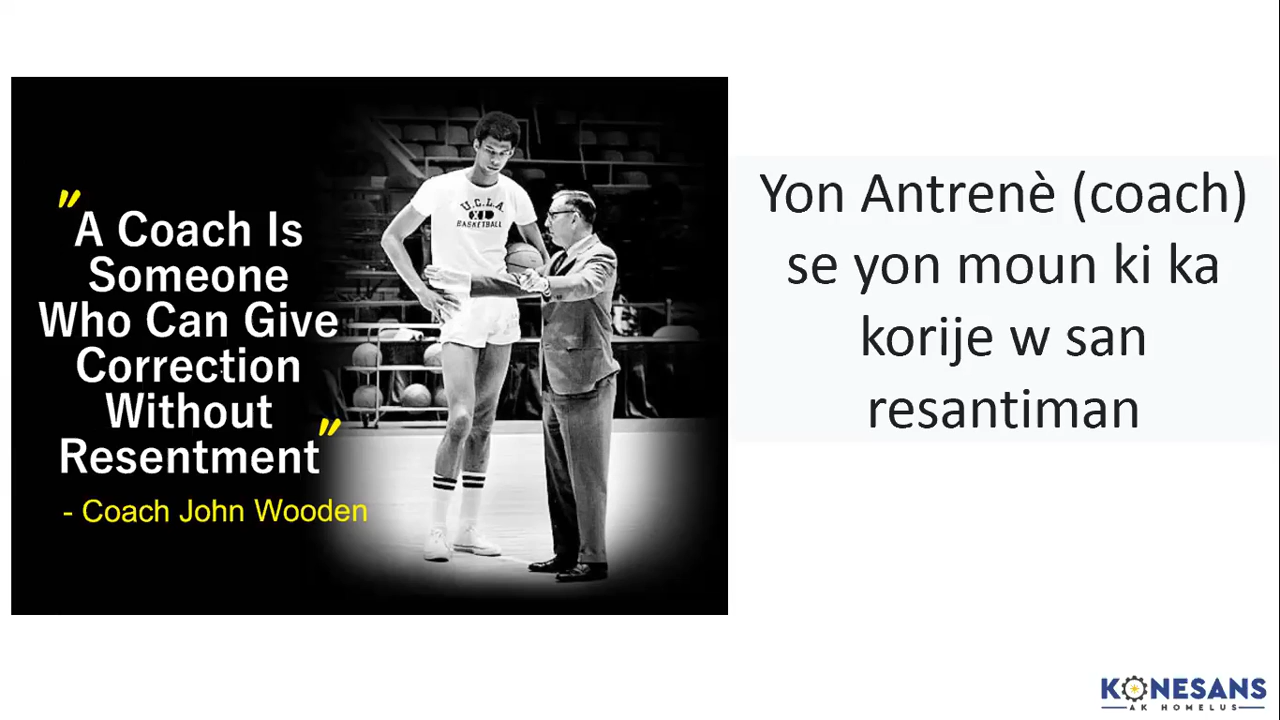 "A Coach Is
Someone
Who Can Give
Correction
Without
Resentment"
- Coach John Wooden
U.C.L.A
BASKETBALL
Yon Antrenè (coach)
se yon moun ki ka
korije w san
resantiman
KONESANS
AK HOMELUS